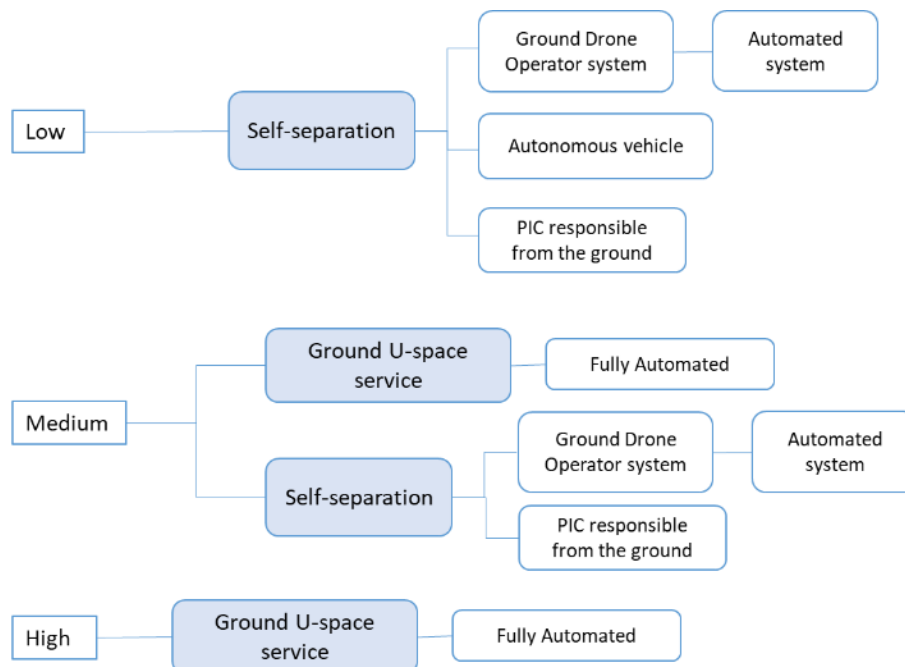 Low
Self-separation
Ground Drone
Operator system
Automated
system
Autonomous vehicle
PIC responsible
from the ground
Medium
Ground U-space
service
Fully Automated
Self-separation
Ground Drone
Operator system
Automated
system
PIC responsible
from the ground
High
Ground U-space
service
Fully Automated